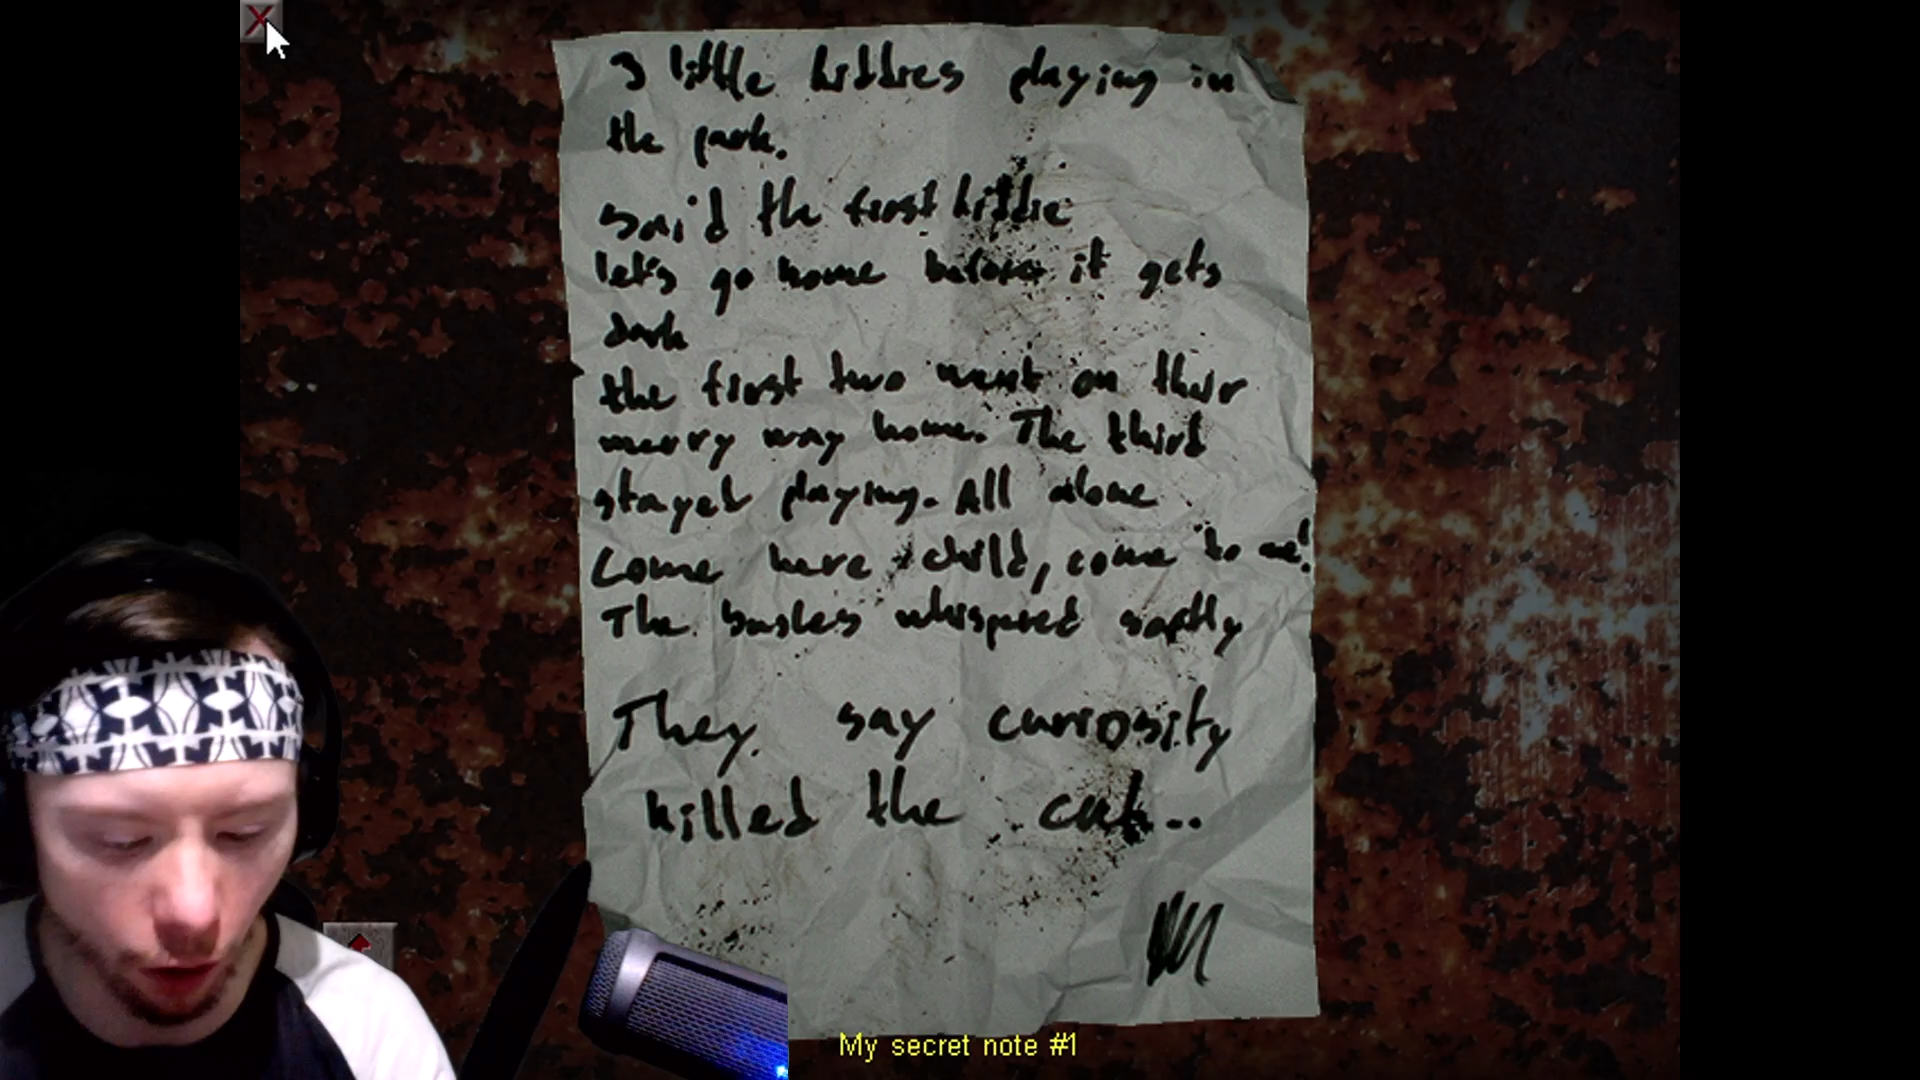 X
3 little kiddies playing in
the park.
said the first kiddie
let's go home before it gets
dark
the first two went on their
merry way home. The third
stayed playing. All alone
Come here child, come to me!
The bushes whispred softly
They say curiosity
killed the cat..
My secret note #1